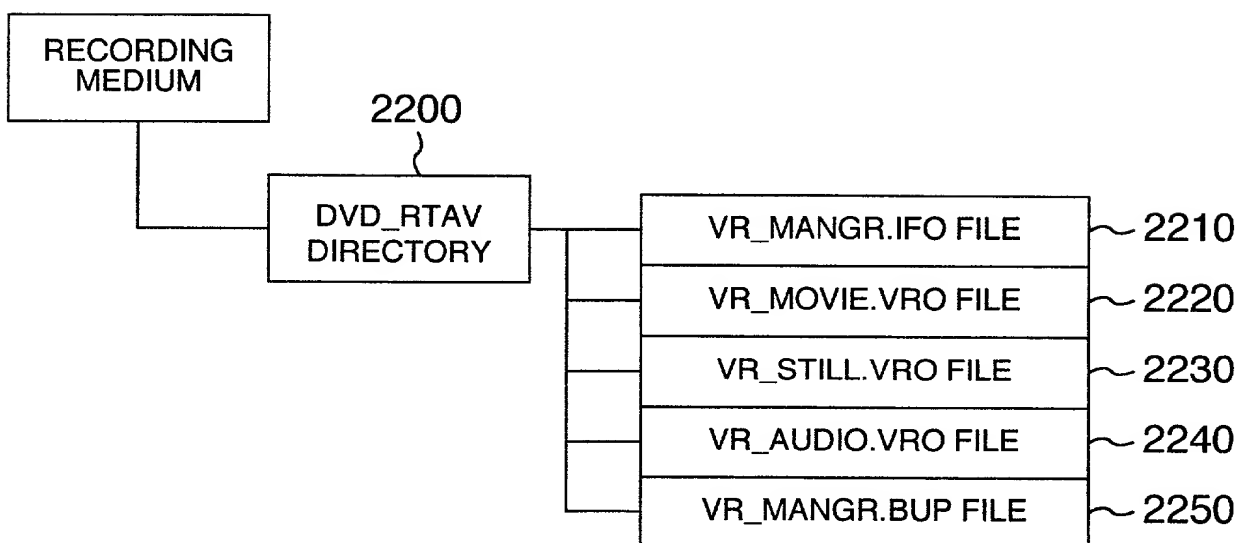 RECORDING
MEDIUM
2200
DVD_RTAV
DIRECTORY
VR_MANGR.IFO FILE
2210
VR_MOVIE.VRO FILE
2220
VR_STILL.VRO FILE
2230
VR_AUDIO.VRO FILE
2240
VR_MANGR.BUP FILE
2250